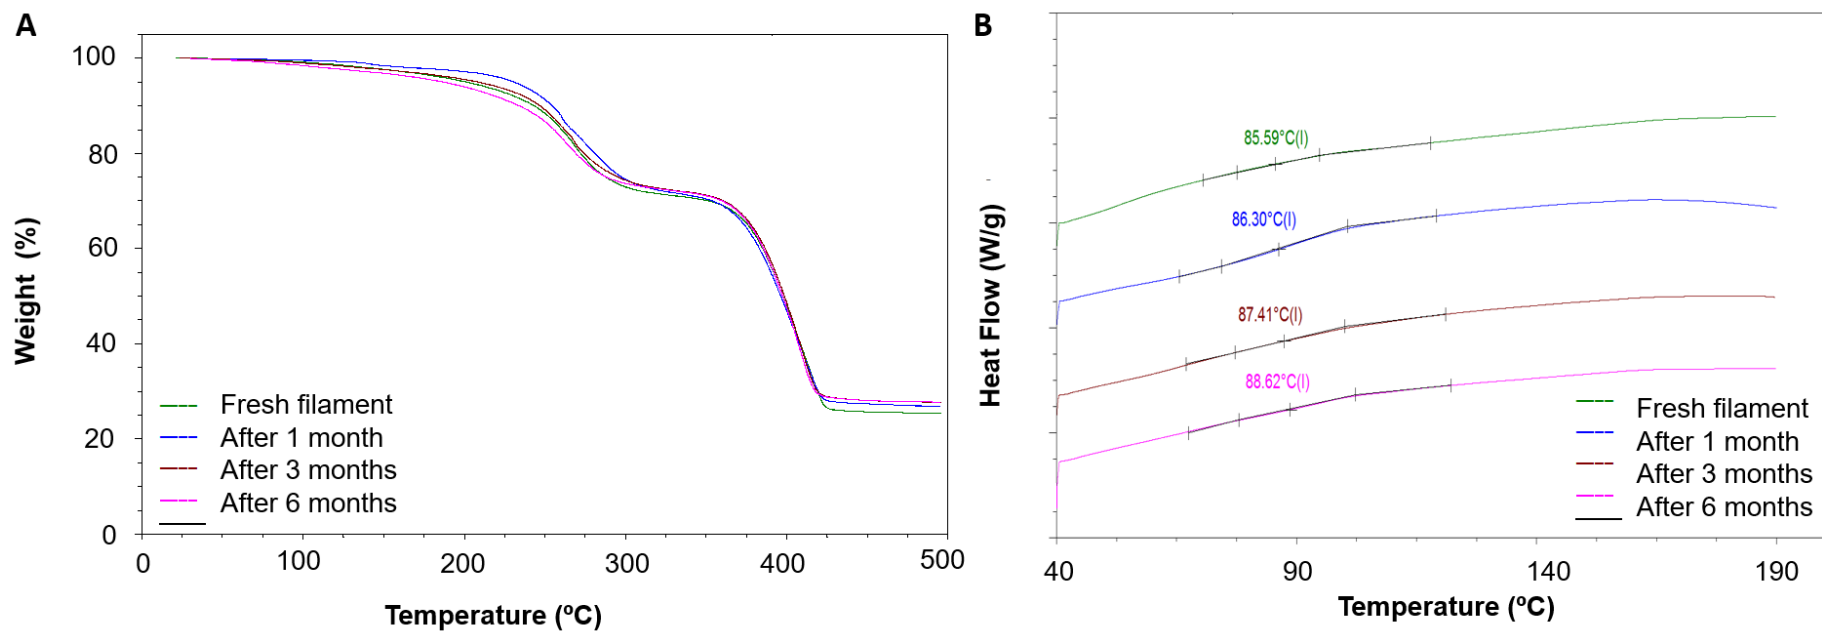 A
100
80
60
40
20
0
Weight (%)
Fresh filament
After 1 month
After 3 months
After 6 months
0
100
200
300
400
500
Temperature (ºC)
B
85.59°C(I)
86.30°C(I)
87.41°C(I)
88.62°C(I)
Heat Flow (W/g)
Fresh filament
After 1 month
After 3 months
After 6 months
40
90
140
190
Temperature (ºC)